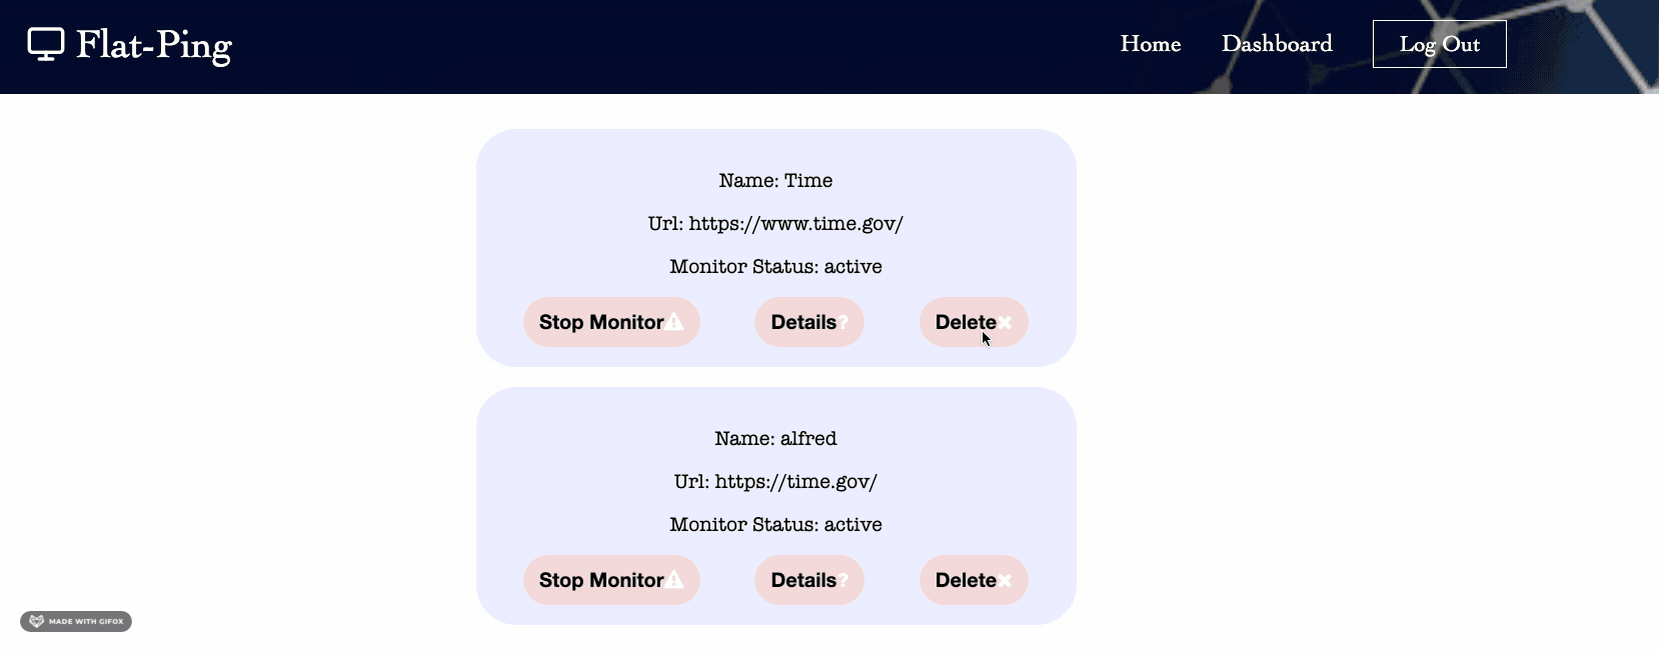 Flat-Ping
Home Dashboard Log Out
Name: Time
Url: https://www.time.gov/
Monitor Status: active
Stop Monitor Details? Delete
Name: alfred
Url: https://time.gov/
Monitor Status: active
Stop Monitor Details? Delete
MADE WITH GIFOX